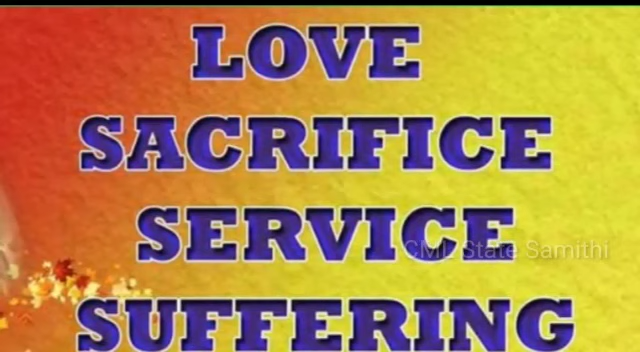 LOVE
SACRIFICE
SERVICE
CML State Samithi
SUFFERING